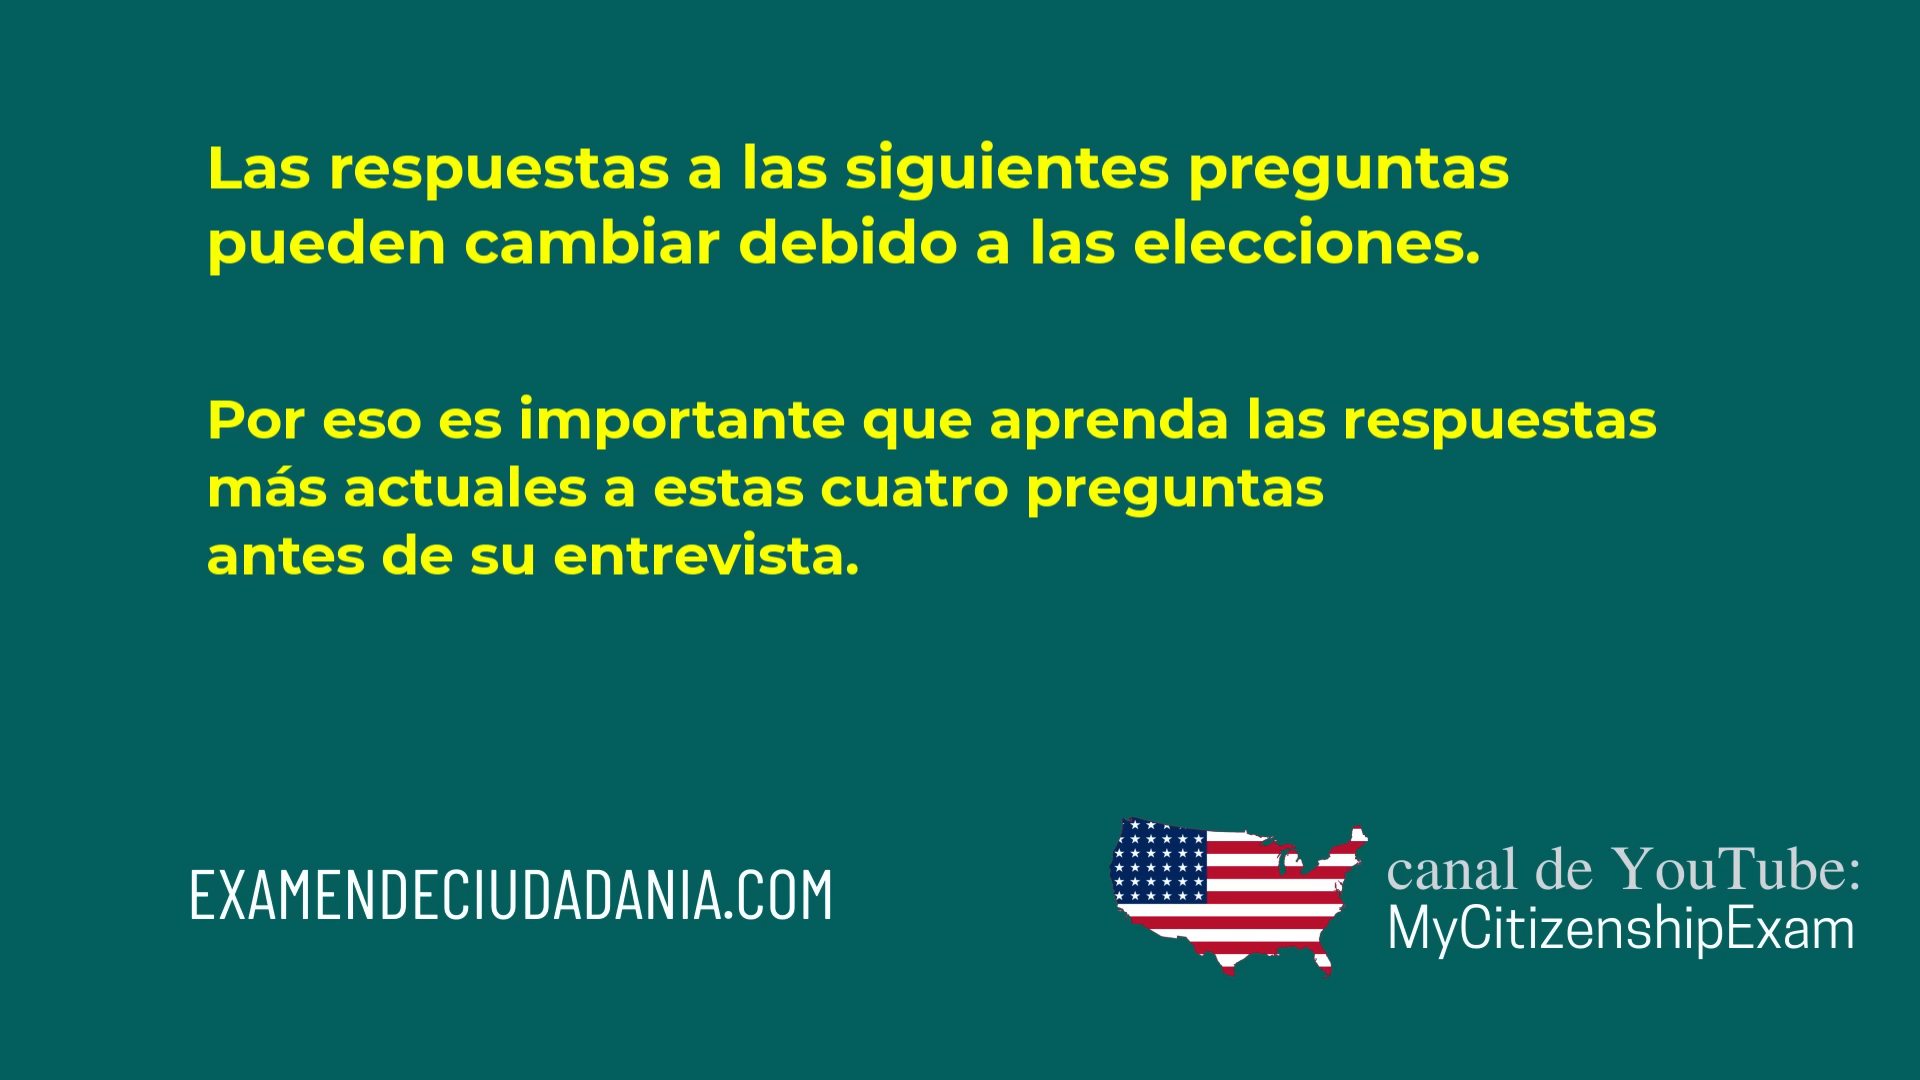 Las respuestas a las siguientes preguntas
pueden cambiar debido a las elecciones.
Por eso es importante que aprenda las respuestas
más actuales a estas cuatro preguntas
antes de su entrevista.
EXAMENDECIUDADANIA.COM
canal de YouTube:
MyCitizenshipExam